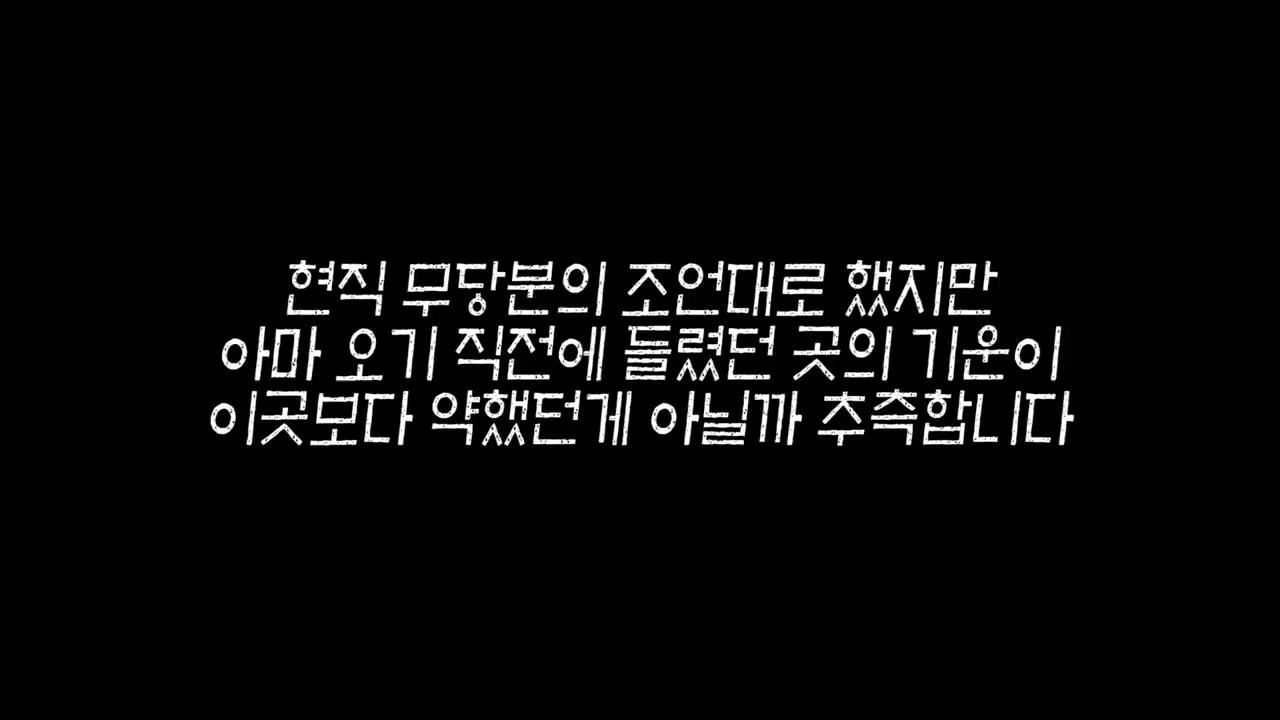 현직 무당분의 조언대로 했지만
아마 오기 직전에 들렸던 곳의 기운이
이곳보다 약했던게 아닐까 추측합니다